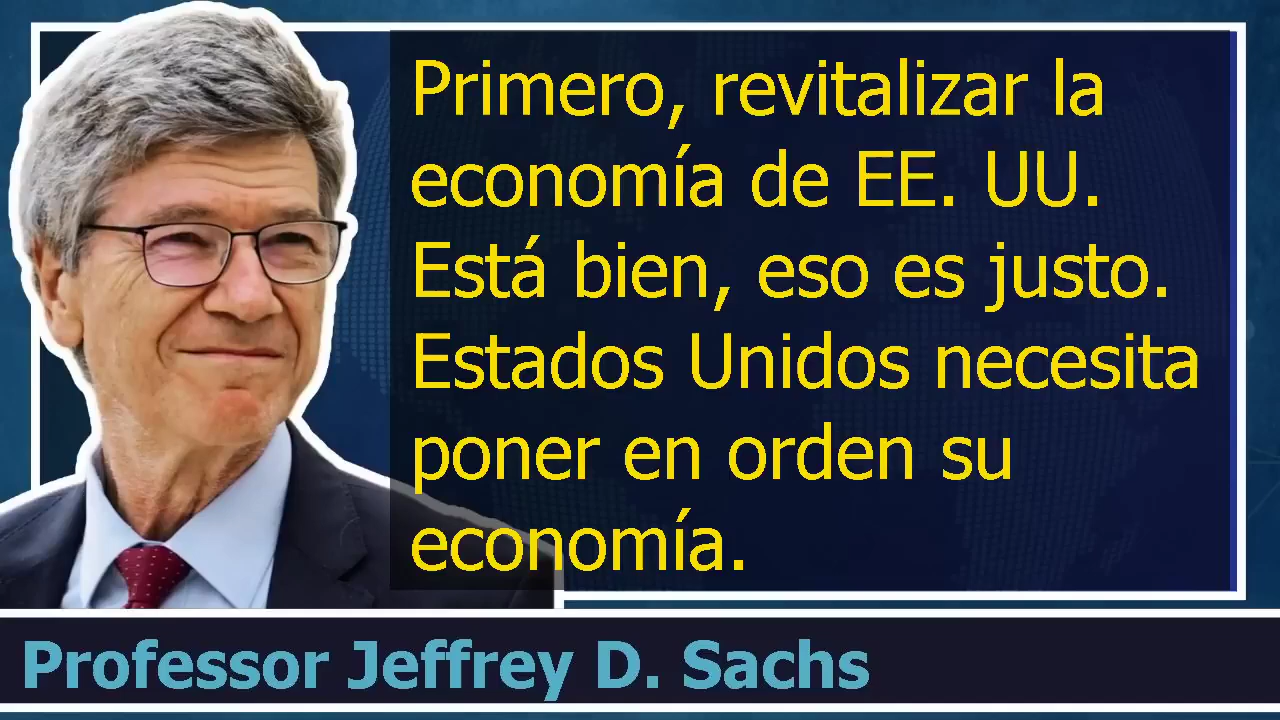 Primero, revitalizar la
economía de EE. UU.
Está bien, eso es justo.
Estados Unidos necesita
poner en orden su
economía.
Professor Jeffrey D. Sachs